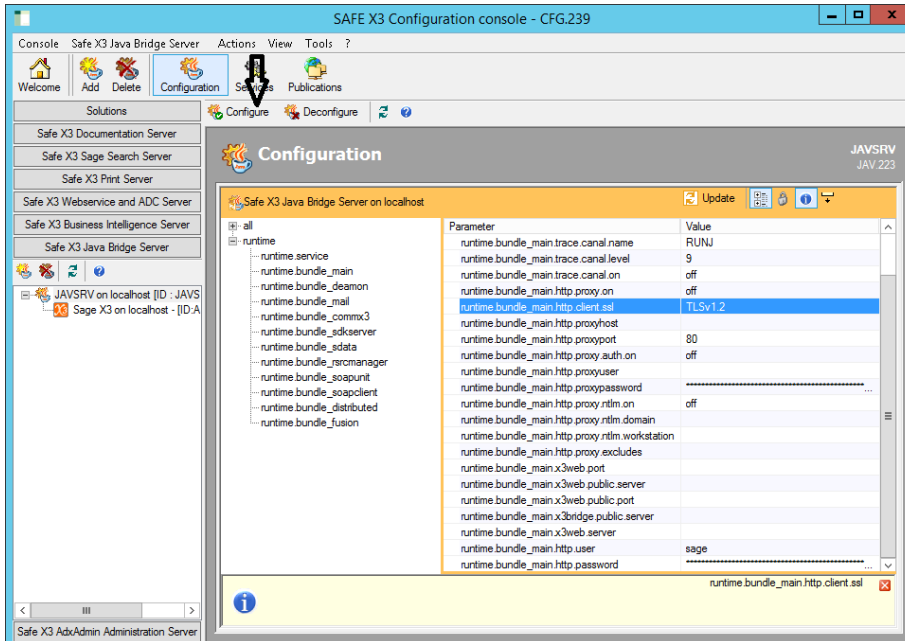 SAFE X3 Configuration console - CFG.239
Console Safe X3 Java Bridge Server Actions View Tools ?
Welcome Add Delete Configuration Services Publications
Solutions
Safe X3 Documentation Server
Safe X3 Sage Search Server
Safe X3 Print Server
Safe X3 Webservice and ADC Server
Safe X3 Business Intelligence Server
Safe X3 Java Bridge Server
JAVSRV on localhost [ID : JAVS
Sage X3 on localhost - [ID:A
Safe X3 AdxAdmin Administration Server
Configure Deconfigure
Configuration
JAVSRV
JAV.223
Safe X3 Java Bridge Server on localhost
Update
all
runtime
runtime.service
runtime.bundle_main
runtime.bundle_deamon
runtime.bundle_mail
runtime.bundle_commx3
runtime.bundle_sdkserver
runtime.bundle_sdata
runtime.bundle_rsrcmanager
runtime.bundle_soapunit
runtime.bundle_soapclient
runtime.bundle_distributed
runtime.bundle_fusion
Parameter Value
runtime.bundle_main.trace.canal.name RUNJ
runtime.bundle_main.trace.canal.level 9
runtime.bundle_main.trace.canal.on off
runtime.bundle_main.http.proxy.on off
runtime.bundle_main.http.client.ssl TLSv1.2
runtime.bundle_main.http.proxyhost
runtime.bundle_main.http.proxyport 80
runtime.bundle_main.http.proxy.auth.on off
runtime.bundle_main.http.proxyuser
runtime.bundle_main.http.proxypassword
runtime.bundle_main.http.proxy.ntlm.on off
runtime.bundle_main.http.proxy.ntlm.domain
runtime.bundle_main.http.proxy.ntlm.workstation
runtime.bundle_main.http.proxy.excludes
runtime.bundle_main.x3web.port
runtime.bundle_main.x3web.public.server
runtime.bundle_main.x3web.public.port
runtime.bundle_main.x3bridge.public.server
runtime.bundle_main.x3web.server
runtime.bundle_main.http.user sage
runtime.bundle_main.http.password
runtime.bundle_main.http.client.ssl